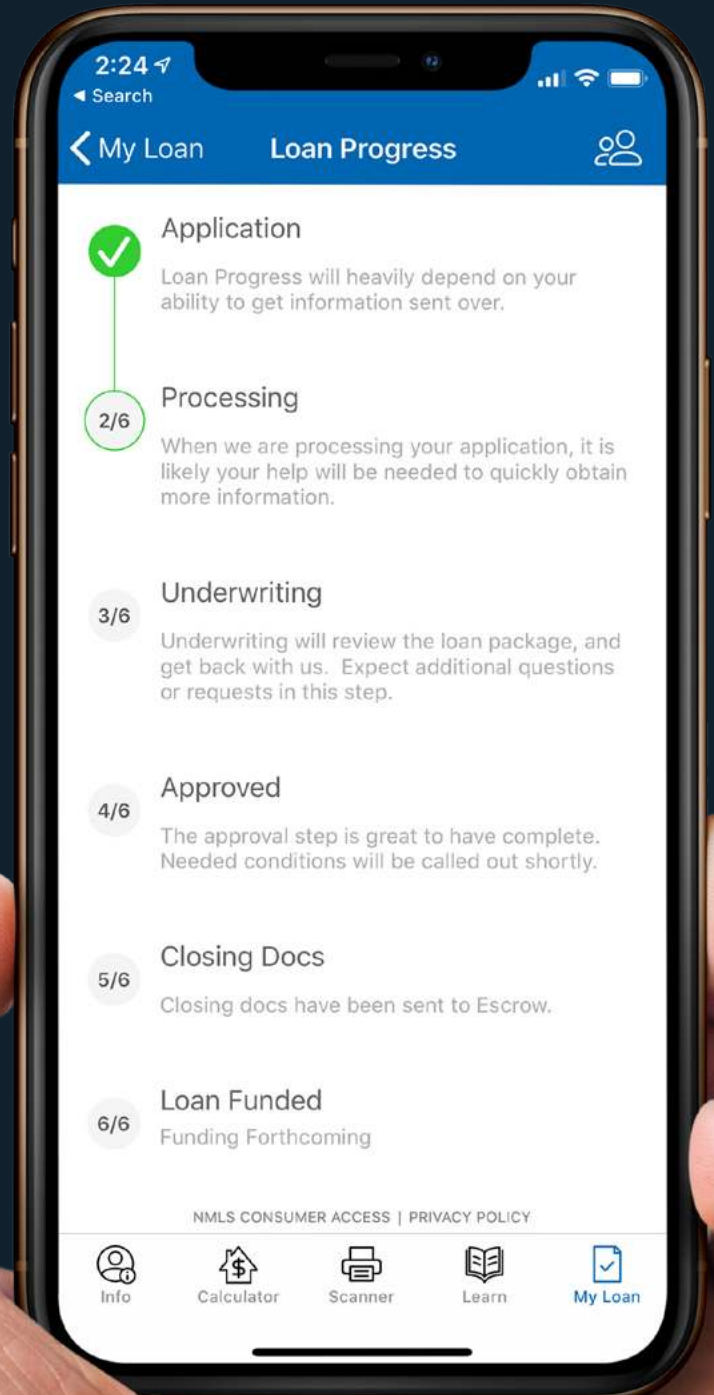 2:24
Search
My Loan
Loan Progress
Application
Loan Progress will heavily depend on your
ability to get information sent over.
2/6
Processing
When we are processing your application, it is
likely your help will be needed to quickly obtain
more information.
3/6
Underwriting
Underwriting will review the loan package, and
get back with us.  Expect additional questions
or requests in this step.
4/6
Approved
The approval step is great to have complete.
Needed conditions will be called out shortly.
5/6
Closing Docs
Closing docs have been sent to Escrow.
6/6
Loan Funded
Funding Forthcoming
NMLS CONSUMER ACCESS | PRIVACY POLICY
Info
Calculator
Scanner
Learn
My Loan